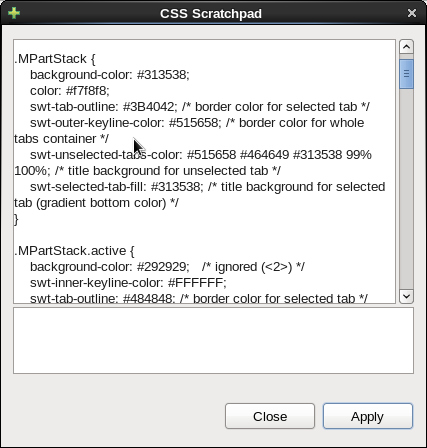 CSS Scratchpad
.MPartStack {
background-color: #313538;
color: #f7f8f8;
swt-tab-outline: #3B4042; /* border color for selected tab */
swt-outer-keyline-color: #515658; /* border color for whole
tabs container */
swt-unselected-tabs-color: #515658 #464649 #313538 99%
100%; /* title background for unselected tab */
swt-selected-tab-fill: #313538; /* title background for selected
tab (gradient bottom color) */
}
.MPartStack.active {
background-color: #292929;   /* ignored (<2>) */
swt-inner-keyline-color: #FFFFFF;
swt-tab-outline: #484848; /* border color for selected tab */
Close
Apply